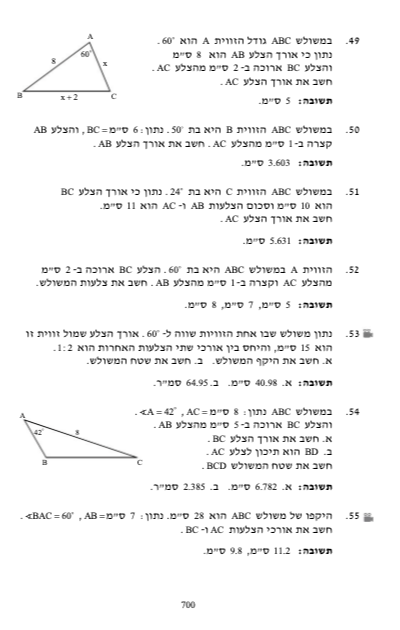 49. במשולש ABC גודל הזווית A הוא 60°.
נתון כי אורך הצלע AB הוא 8 ס"מ
והצלע BC ארוכה ב- 2 ס"מ מהצלע AC.
חשב את אורך הצלע AC.
תשובה: 5 ס"מ.
A
60°
8
x
B
x+2
C
50. במשולש ABC הזווית B היא בת 50°. נתון: BC = 6 ס"מ, והצלע AB
קצרה ב- 1 ס"מ מהצלע AC. חשב את אורך הצלע AB.
תשובה: 3.603 ס"מ.
51. במשולש ABC הזווית C היא בת 24°. נתון כי אורך הצלע BC
הוא 10 ס"מ וסכום הצלעות AB ו- AC הוא 11 ס"מ.
חשב את אורך הצלע AC.
תשובה: 5.631 ס"מ.
52. הזווית A במשולש ABC היא בת 60°. הצלע BC ארוכה ב- 2 ס"מ
מהצלע AC וקצרה ב- 1 ס"מ מהצלע AB. חשב את צלעות המשולש.
תשובה: 5 ס"מ, 7 ס"מ, 8 ס"מ.
53. נתון משולש שבו אחת הזוויות שווה ל- 60°. אורך הצלע שמול זווית זו
הוא 15 ס"מ, והיחס בין אורכי שתי הצלעות האחרות הוא 1:2.
א. חשב את היקף המשולש. ב. חשב את שטח המשולש.
תשובה: א. 40.98 ס"מ. ב. 64.95 סמ"ר.
54. במשולש ABC נתון: AC = 8 ס"מ, ∢A = 42°.
והצלע BC ארוכה ב- 5 ס"מ מהצלע AB.
א. חשב את אורך הצלע BC.
ב. BD הוא תיכון לצלע AC.
חשב את שטח המשולש BCD.
תשובה: א. 6.782 ס"מ. ב. 2.385 סמ"ר.
A
42°
8
B
C
55. היקפו של משולש ABC הוא 28 ס"מ. נתון: AB = 7 ס"מ, ∢BAC = 60°.
חשב את אורכי הצלעות AC ו- BC.
תשובה: 11.2 ס"מ, 9.8 ס"מ.
700